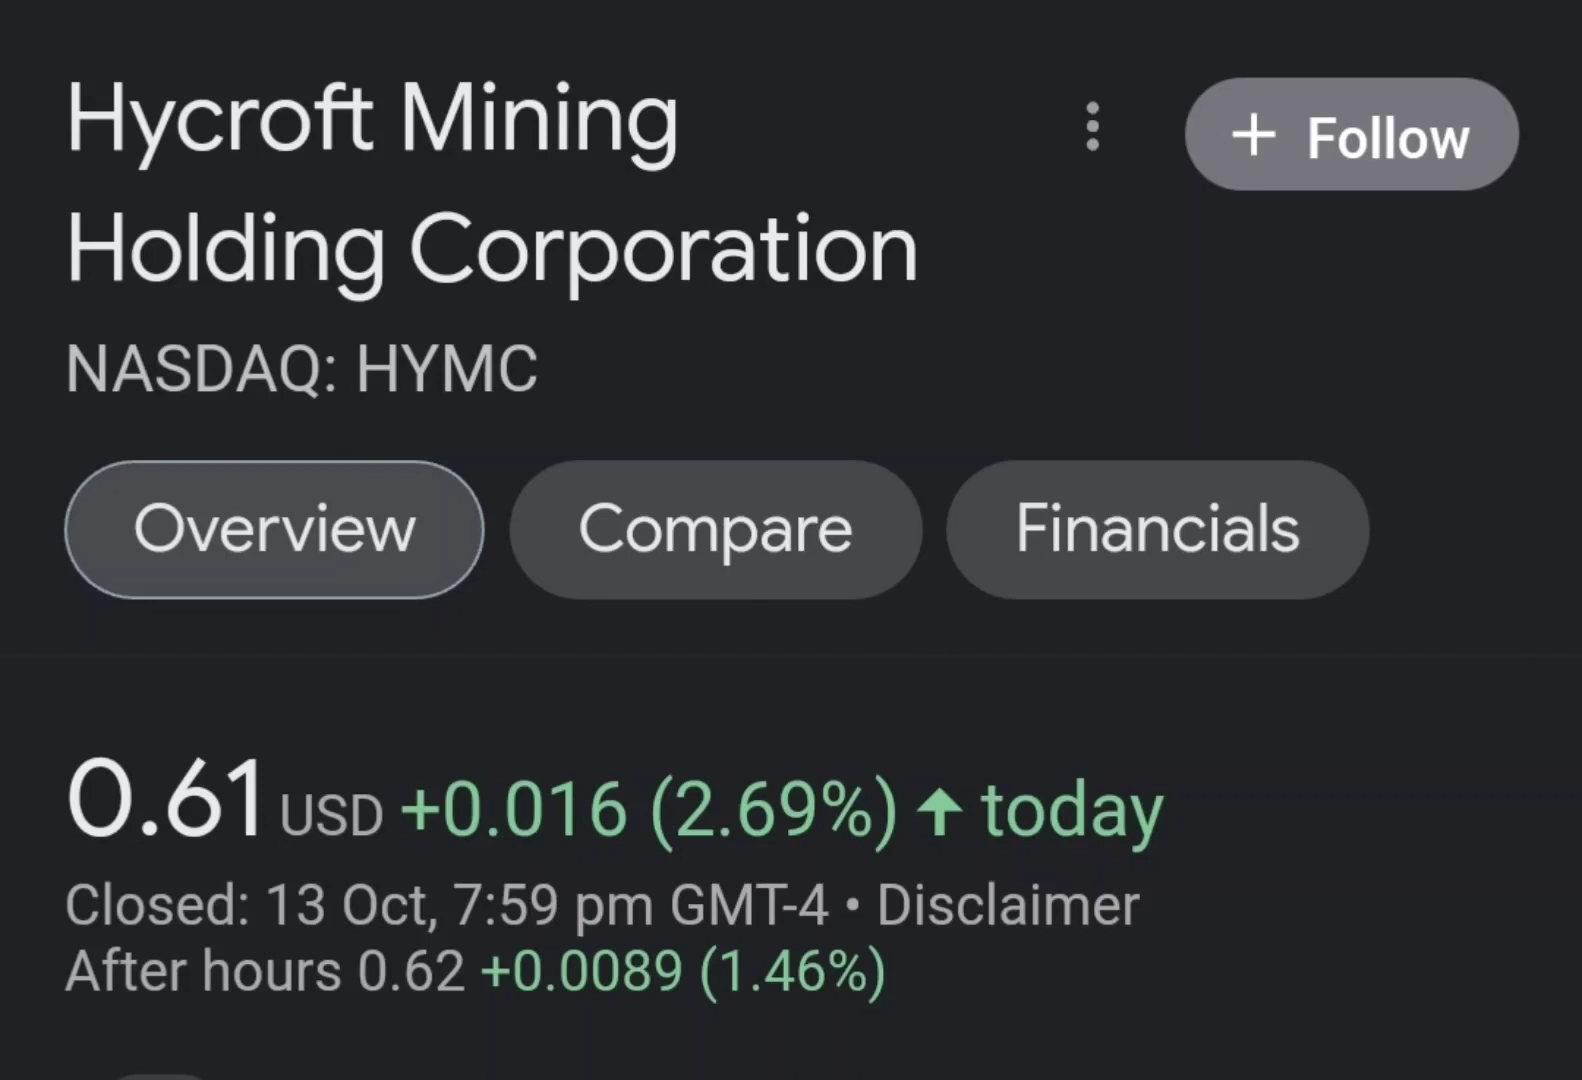 Hycroft Mining
Holding Corporation
+ Follow
NASDAQ: HYMC
Overview
Compare
Financials
0.61 USD +0.016 (2.69%) ↑ today
Closed: 13 Oct, 7:59 pm GMT-4 • Disclaimer
After hours 0.62 +0.0089 (1.46%)